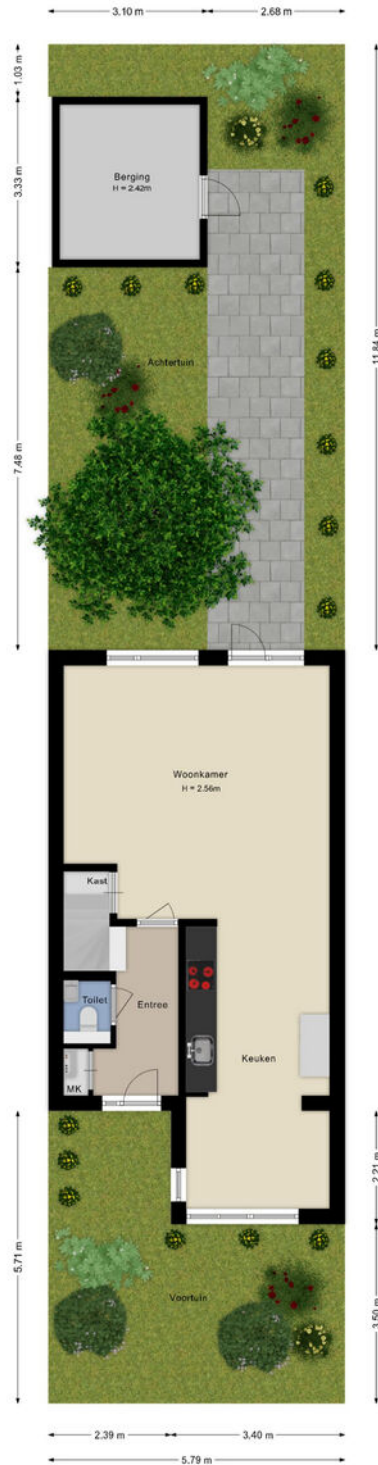 3.10 m
2.68 m
1.03 m
3.33 m
7.48 m
11.84 m
Berging
H = 2.42m
Achtertuin
Woonkamer
H = 2.56m
Kast
Toilet
Entree
MK
Keuken
5.71 m
2.21 m
3.50 m
Voortuin
2.39 m
3.40 m
5.79 m